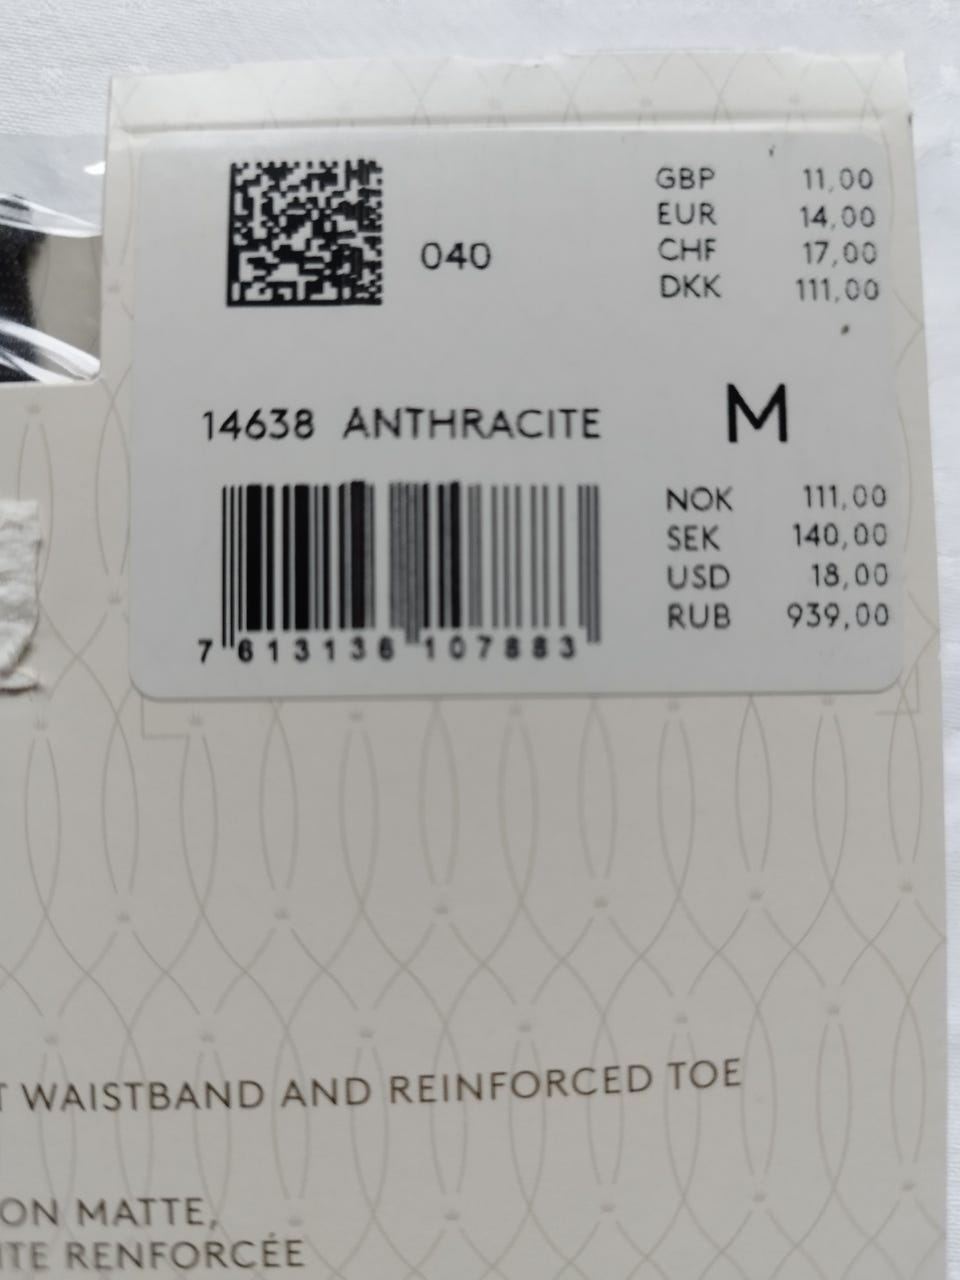 040
GBP 11,00
EUR 14,00
CHF 17,00
DKK 111,00
14638 ANTHRACITE
M
NOK 111,00
SEK 140,00
USD 18,00
RUB 939,00
7 613136 107883
WAISTBAND AND REINFORCED TOE
MATTE,
RENFORCÉE